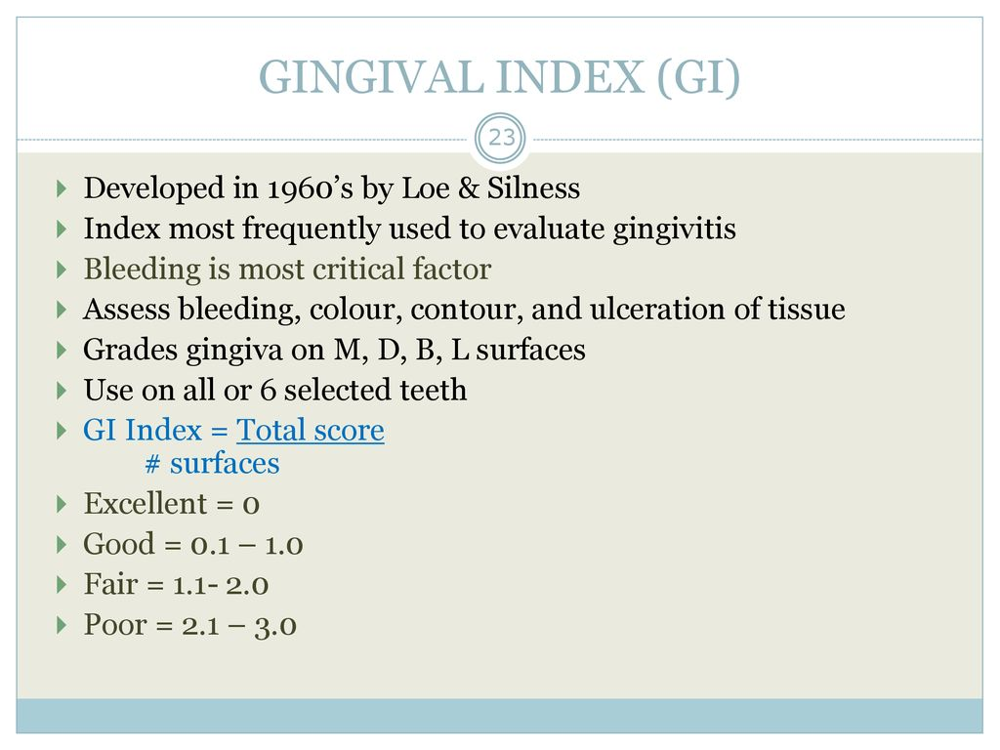 GINGIVAL INDEX (GI)
23
Developed in 1960’s by Loe & Silness
Index most frequently used to evaluate gingivitis
Bleeding is most critical factor
Assess bleeding, colour, contour, and ulceration of tissue
Grades gingiva on M, D, B, L surfaces
Use on all or 6 selected teeth
GI Index = Total score
# surfaces
Excellent = 0
Good = 0.1 – 1.0
Fair = 1.1- 2.0
Poor = 2.1 – 3.0